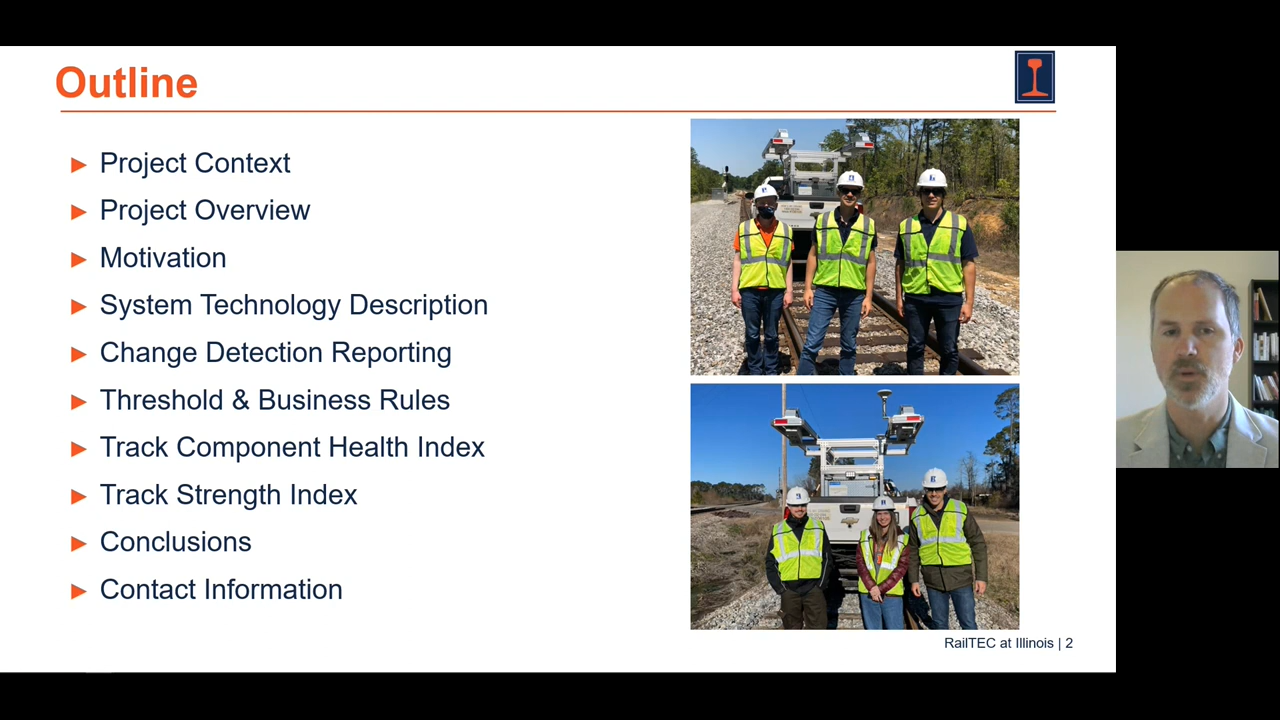 Outline
Project Context
Project Overview
Motivation
System Technology Description
Change Detection Reporting
Threshold & Business Rules
Track Component Health Index
Track Strength Index
Conclusions
Contact Information
RailTEC at Illinois | 2